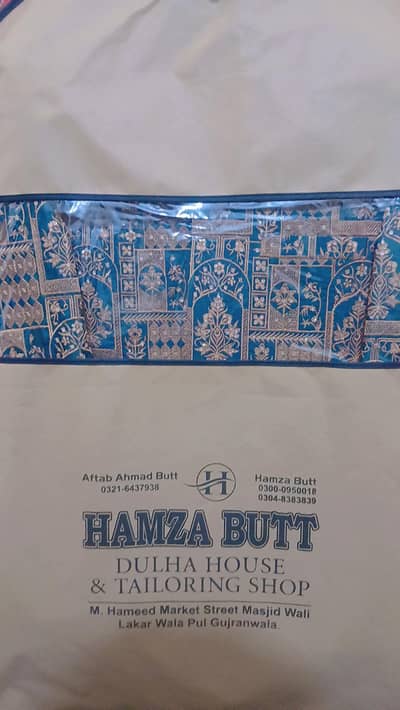 Aftab Ahmad Butt
0321-6437938
H
Hamza Butt
0300-0950018
0304-8383839
HAMZA BUTT
DULHA HOUSE
& TAILORING SHOP
M. Hameed Market Street Masjid Wali
Lakar Wala Pul Gujranwala.